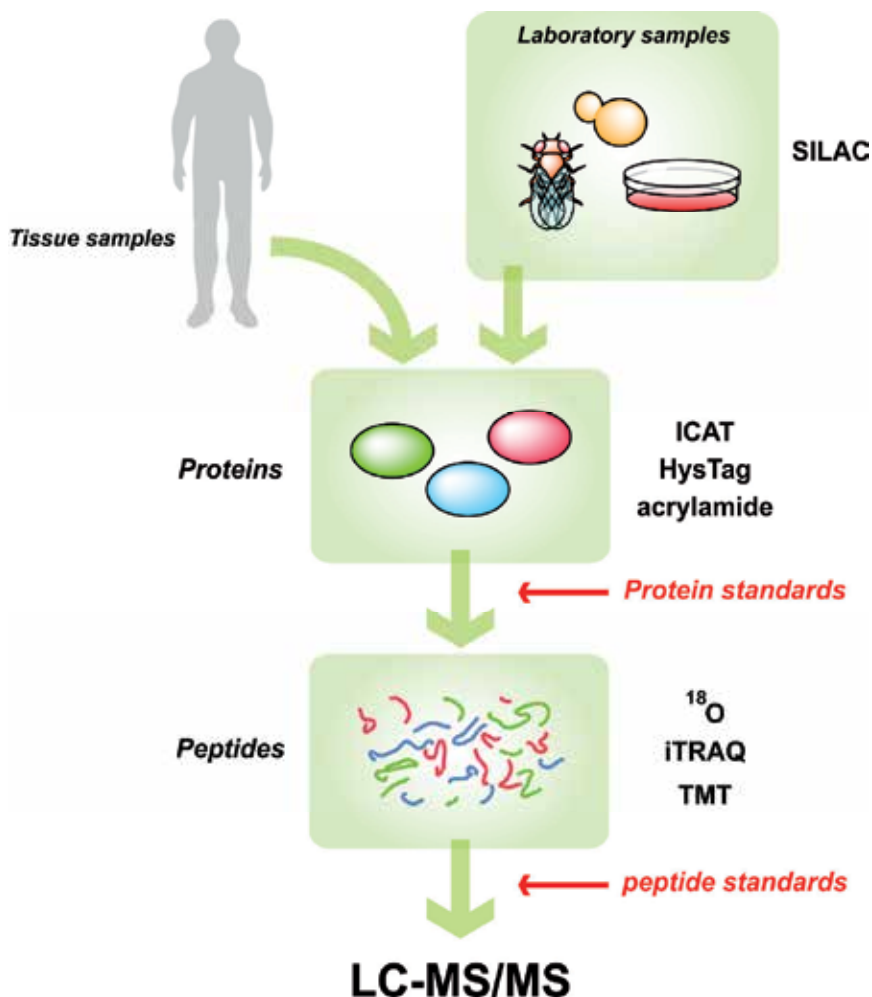 Laboratory samples
SILAC
Tissue samples
Proteins
ICAT
HysTag
acrylamide
Protein standards
Peptides
¹⁸O
iTRAQ
TMT
peptide standards
LC-MS/MS